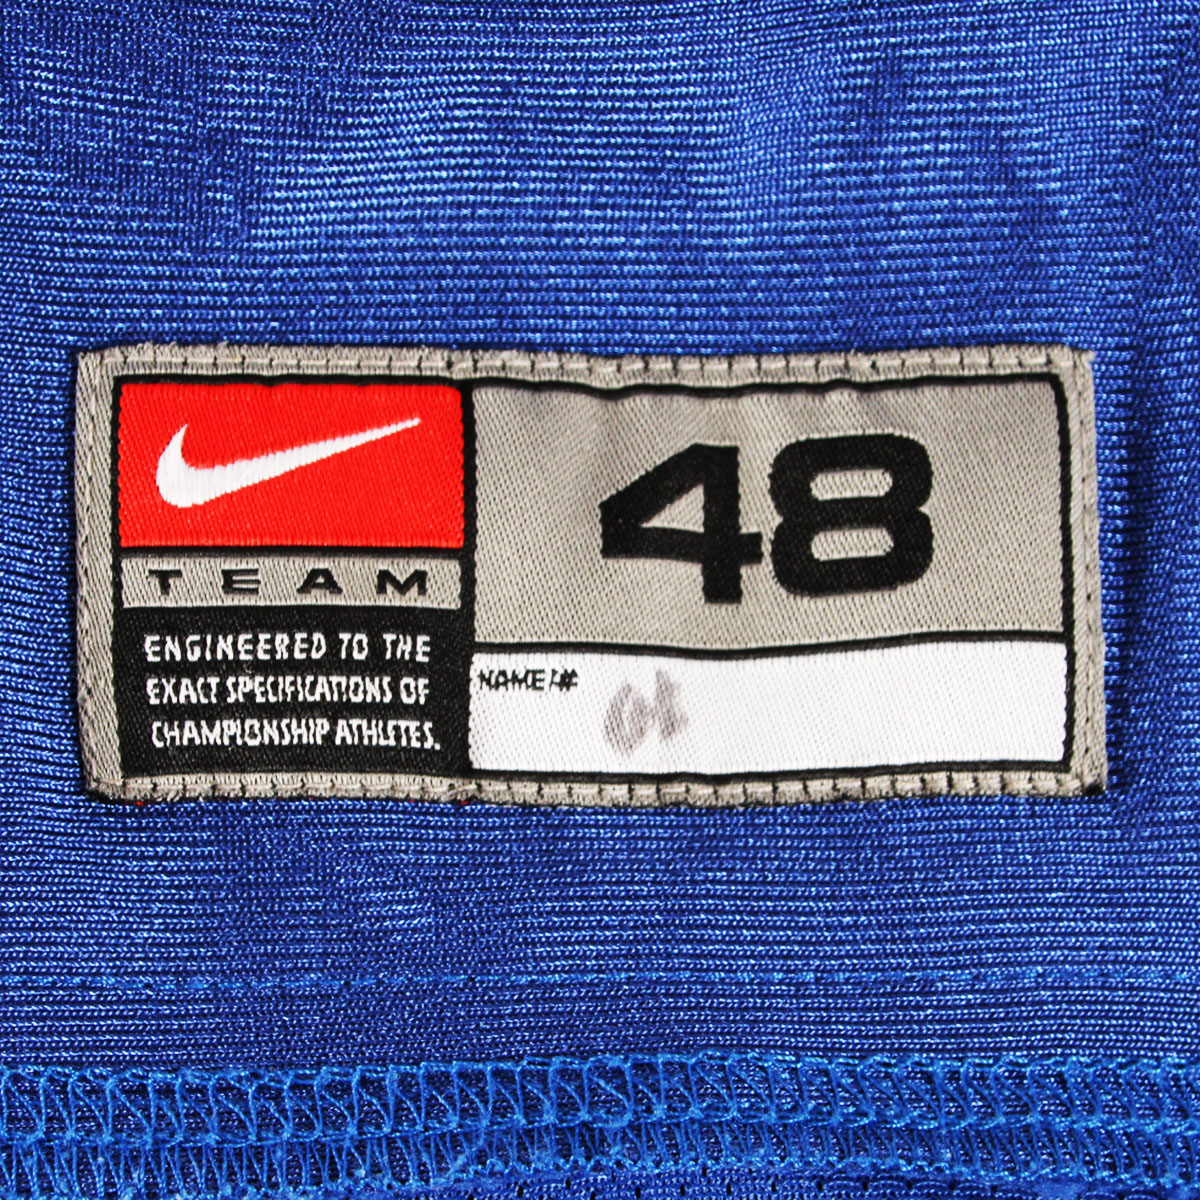 TEAM
ENGINEERED TO THE
EXACT SPECIFICATIONS OF
CHAMPIONSHIP ATHLETES.
48
NAME/#